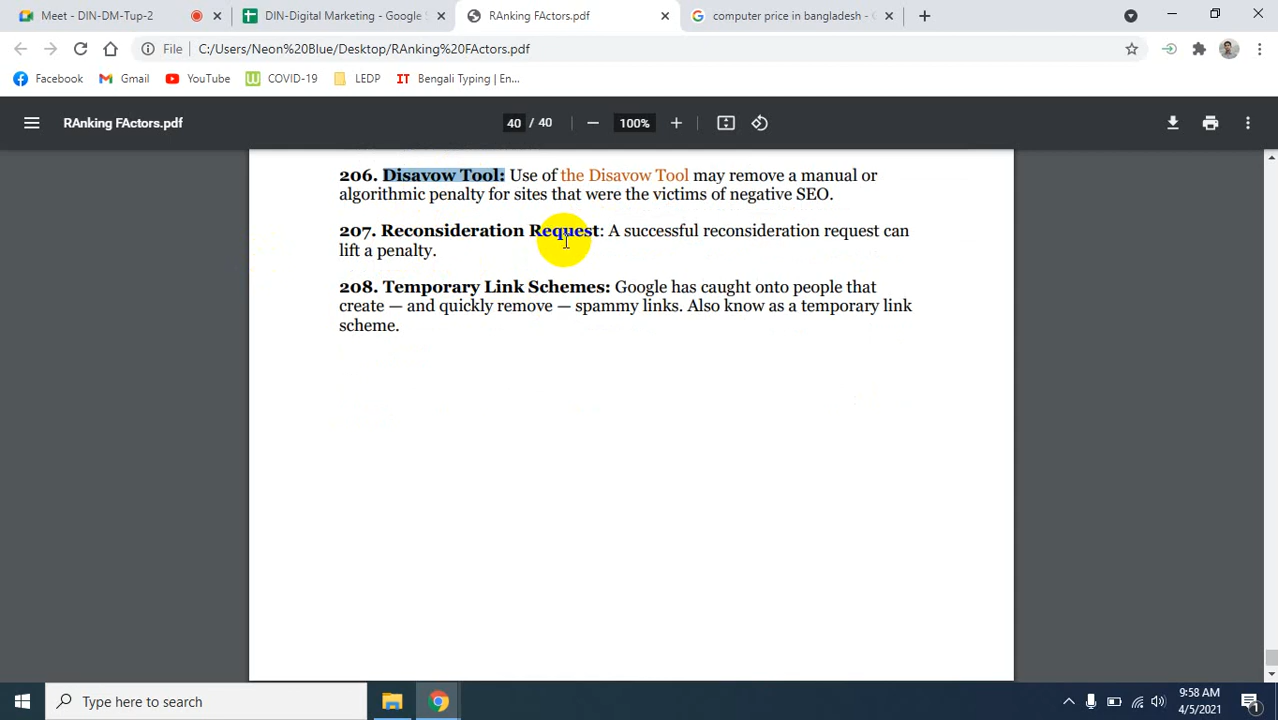 Meet - DIN-DM-Tup-2
DIN-Digital Marketing - Google S
RAnking FActors.pdf
computer price in bangladesh - G
File C:/Users/Neon%20Blue/Desktop/RAnking%20FActors.pdf
Facebook Gmail YouTube COVID-19 LEDP IT Bengali Typing | En...
RAnking FActors.pdf 40 / 40 100%
206. Disavow Tool: Use of the Disavow Tool may remove a manual or
algorithmic penalty for sites that were the victims of negative SEO.
207. Reconsideration Request: A successful reconsideration request can
lift a penalty.
208. Temporary Link Schemes: Google has caught onto people that
create — and quickly remove — spammy links. Also know as a temporary link
scheme.
Type here to search
9:58 AM
4/5/2021